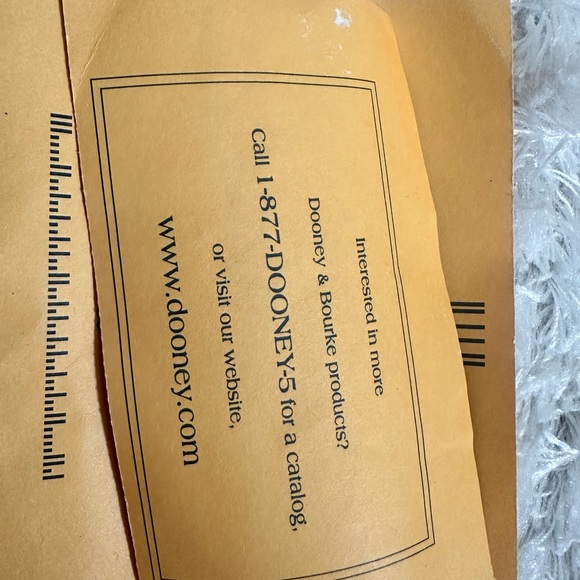 Interested in more
Dooney & Bourke products?
Call 1-877-DOONEY-5 for a catalog,
or visit our website,
www.dooney.com